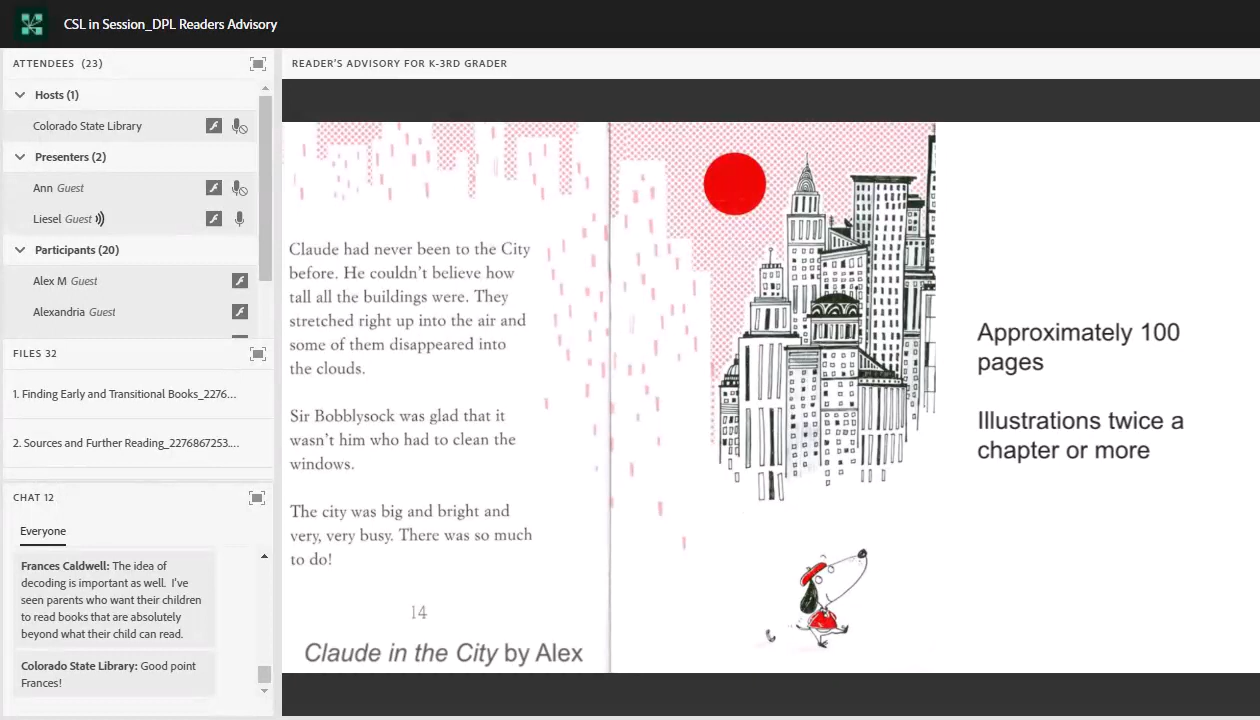 CSL in Session_DPL Readers Advisory
ATTENDEES (23)
Hosts (1)
Colorado State Library
Presenters (2)
Ann Guest
Liesel Guest
Participants (20)
Alex M Guest
Alexandria Guest
FILES 32
1. Finding Early and Transitional Books_2276...
2. Sources and Further Reading_2276867253....
CHAT 12
Everyone
Frances Caldwell: The idea of
decoding is important as well. I've
seen parents who want their children
to read books that are absolutely
beyond what their child can read.
Colorado State Library: Good point
Frances!
READER'S ADVISORY FOR K-3RD GRADER
Claude had never been to the City
before. He couldn't believe how
tall all the buildings were. They
stretched right up into the air and
some of them disappeared into
the clouds.
Sir Bobblysock was glad that it
wasn't him who had to clean the
windows.
The city was big and bright and
very, very busy. There was so much
to do!
14
Claude in the City by Alex
Approximately 100
pages
Illustrations twice a
chapter or more